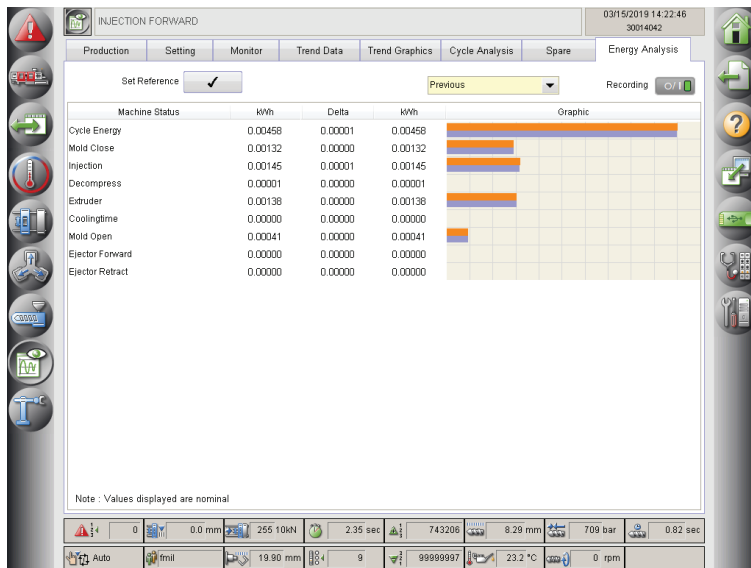 INJECTION FORWARD
03/15/2019 14:22:46
30014042
Production Setting Monitor Trend Data Trend Graphics Cycle Analysis Spare Energy Analysis
Set Reference Previous Recording O/I
Machine Status kWh Delta kWh Graphic
Cycle Energy 0.00458 0.00001 0.00458
Mold Close 0.00132 0.00000 0.00132
Injection 0.00145 0.00001 0.00145
Decompress 0.00001 0.00000 0.00001
Extruder 0.00138 0.00000 0.00138
Coolingtime 0.00000 0.00000 0.00000
Mold Open 0.00041 0.00000 0.00041
Ejector Forward 0.00000 0.00000 0.00000
Ejector Retract 0.00000 0.00000 0.00000
Note : Values displayed are nominal
0 0.0 mm 255 10kN 2.35 sec 743206 8.29 mm 709 bar 0.82 sec
Auto fmil 19.90 mm 9 99999997 23.2 °C 0 rpm